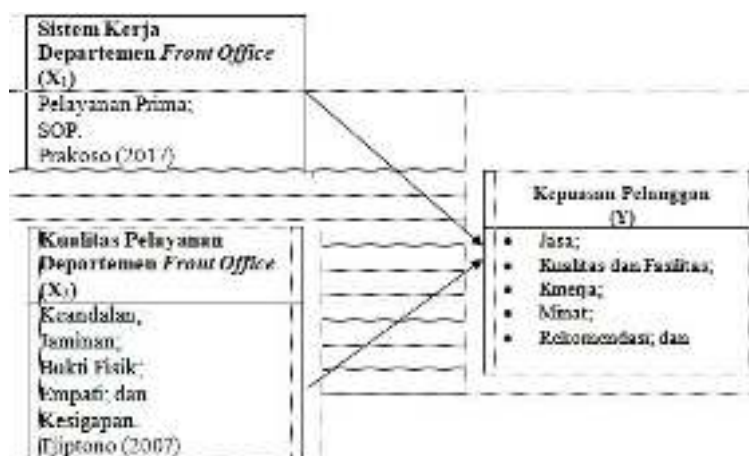 Sistem Kerja
Departemen Front Office
(X₁)
Pelayanan Prima;
SOP.
Prakoso (2017)
Kualitas Pelayanan
Departemen Front Office
(X₂)
Keandalan;
Jaminan;
Bukti Fisik;
Empati; dan
Kesigapan.
Tjiptono (2007)
Kepuasan Pelanggan
(Y)
• Jasa;
• Kualitas dan Fasilitas;
• Kinerja;
• Minat;
• Rekomendasi; dan